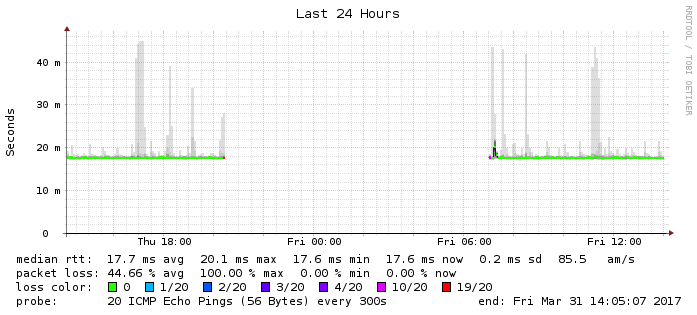 Last 24 Hours
RRDTOOL / TOBI OETIKER
Seconds
40 m
30 m
20 m
10 m
0
Thu 18:00 Fri 00:00 Fri 06:00 Fri 12:00
median rtt: 17.7 ms avg 20.1 ms max 17.6 ms min 17.6 ms now 0.2 ms sd 85.5 am/s
packet loss: 44.66 % avg 100.00 % max 0.00 % min 0.00 % now
loss color: 0 1/20 2/20 3/20 4/20 10/20 19/20
probe: 20 ICMP Echo Pings (56 Bytes) every 300s end: Fri Mar 31 14:05:07 2017